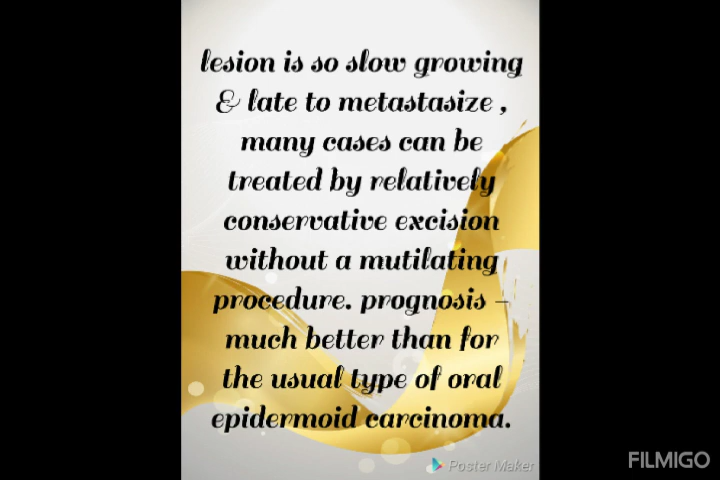 lesion is so slow growing
& late to metastasize ,
many cases can be
treated by relatively
conservative excision
without a mutilating
procedure. prognosis -
much better than for
the usual type of oral
epidermoid carcinoma.
Poster Maker
FILMIGO